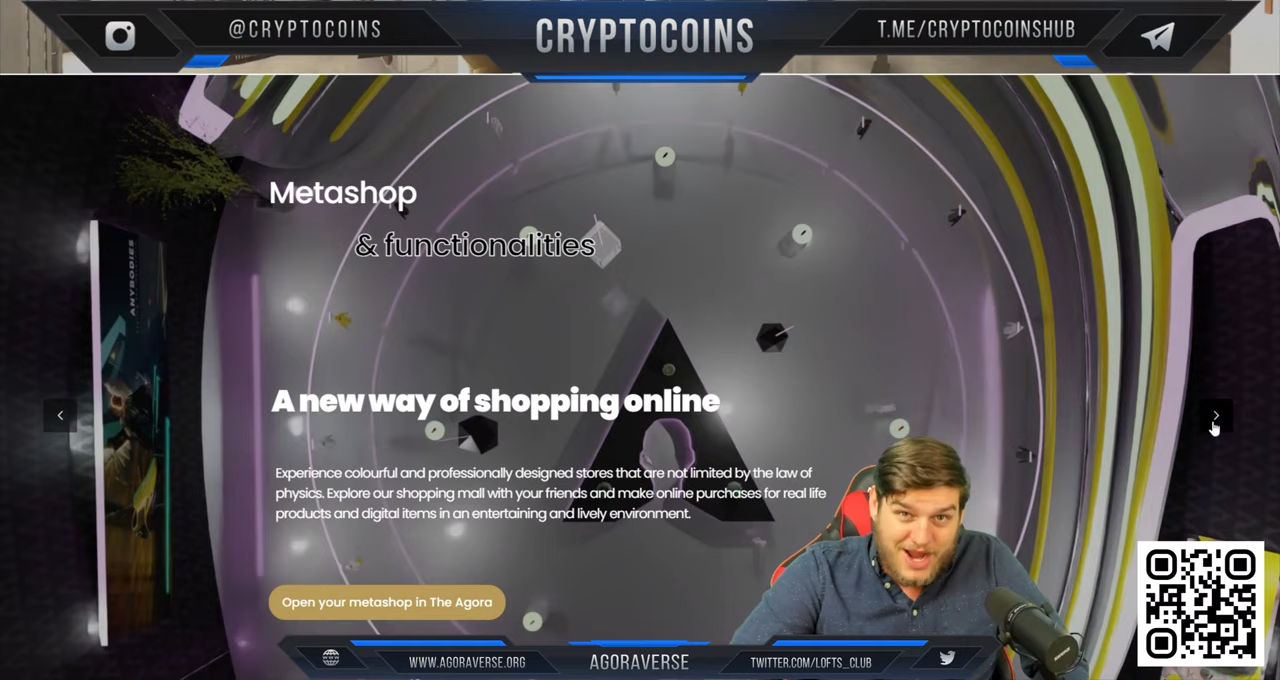 @CRYPTOCOINS
CRYPTOCOINS
T.ME/CRYPTOCOINSHUB
ANYBODIES
Metashop
& functionalities
A new way of shopping online
Experience colourful and professionally designed stores that are not limited by the law of
physics. Explore our shopping mall with your friends and make online purchases for real life
products and digital items in an entertaining and lively environment.
Open your metashop in The Agora
WWW.AGORAVERSE.ORG
AGORAVERSE
TWITTER.COM/LOFTS_CLUB